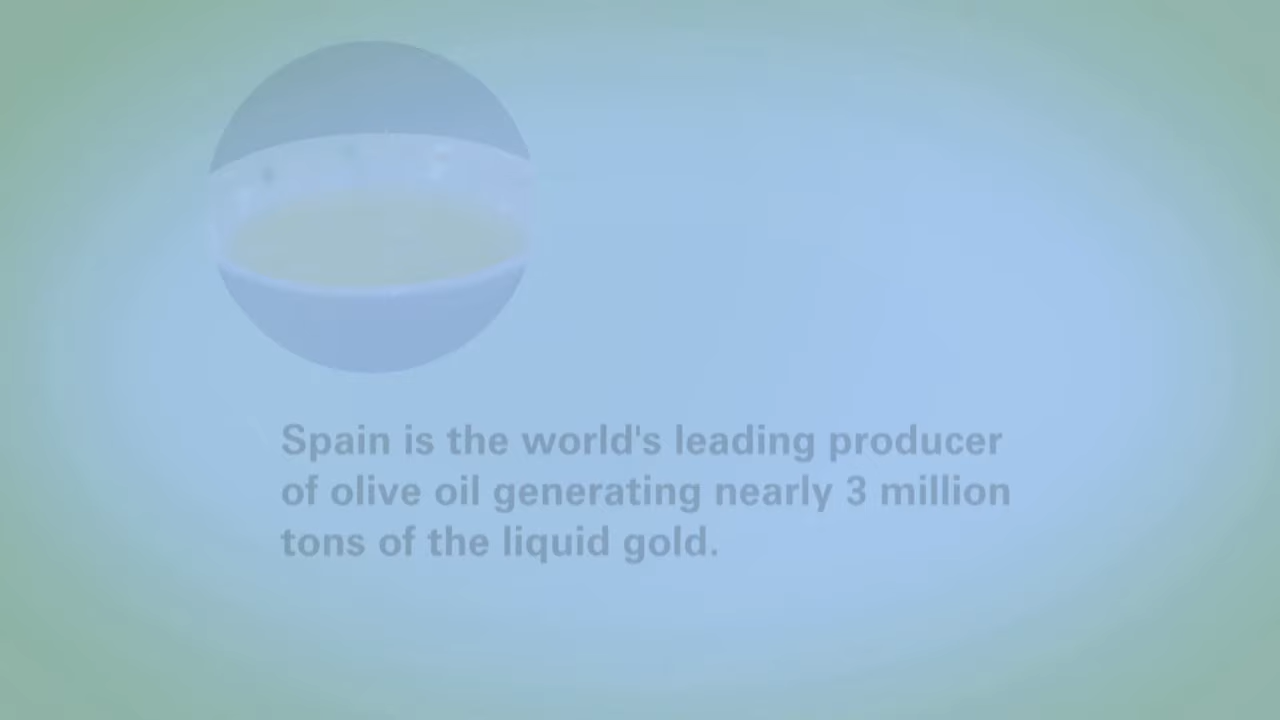 Spain is the world's leading producer
of olive oil generating nearly 3 million
tons of the liquid gold.